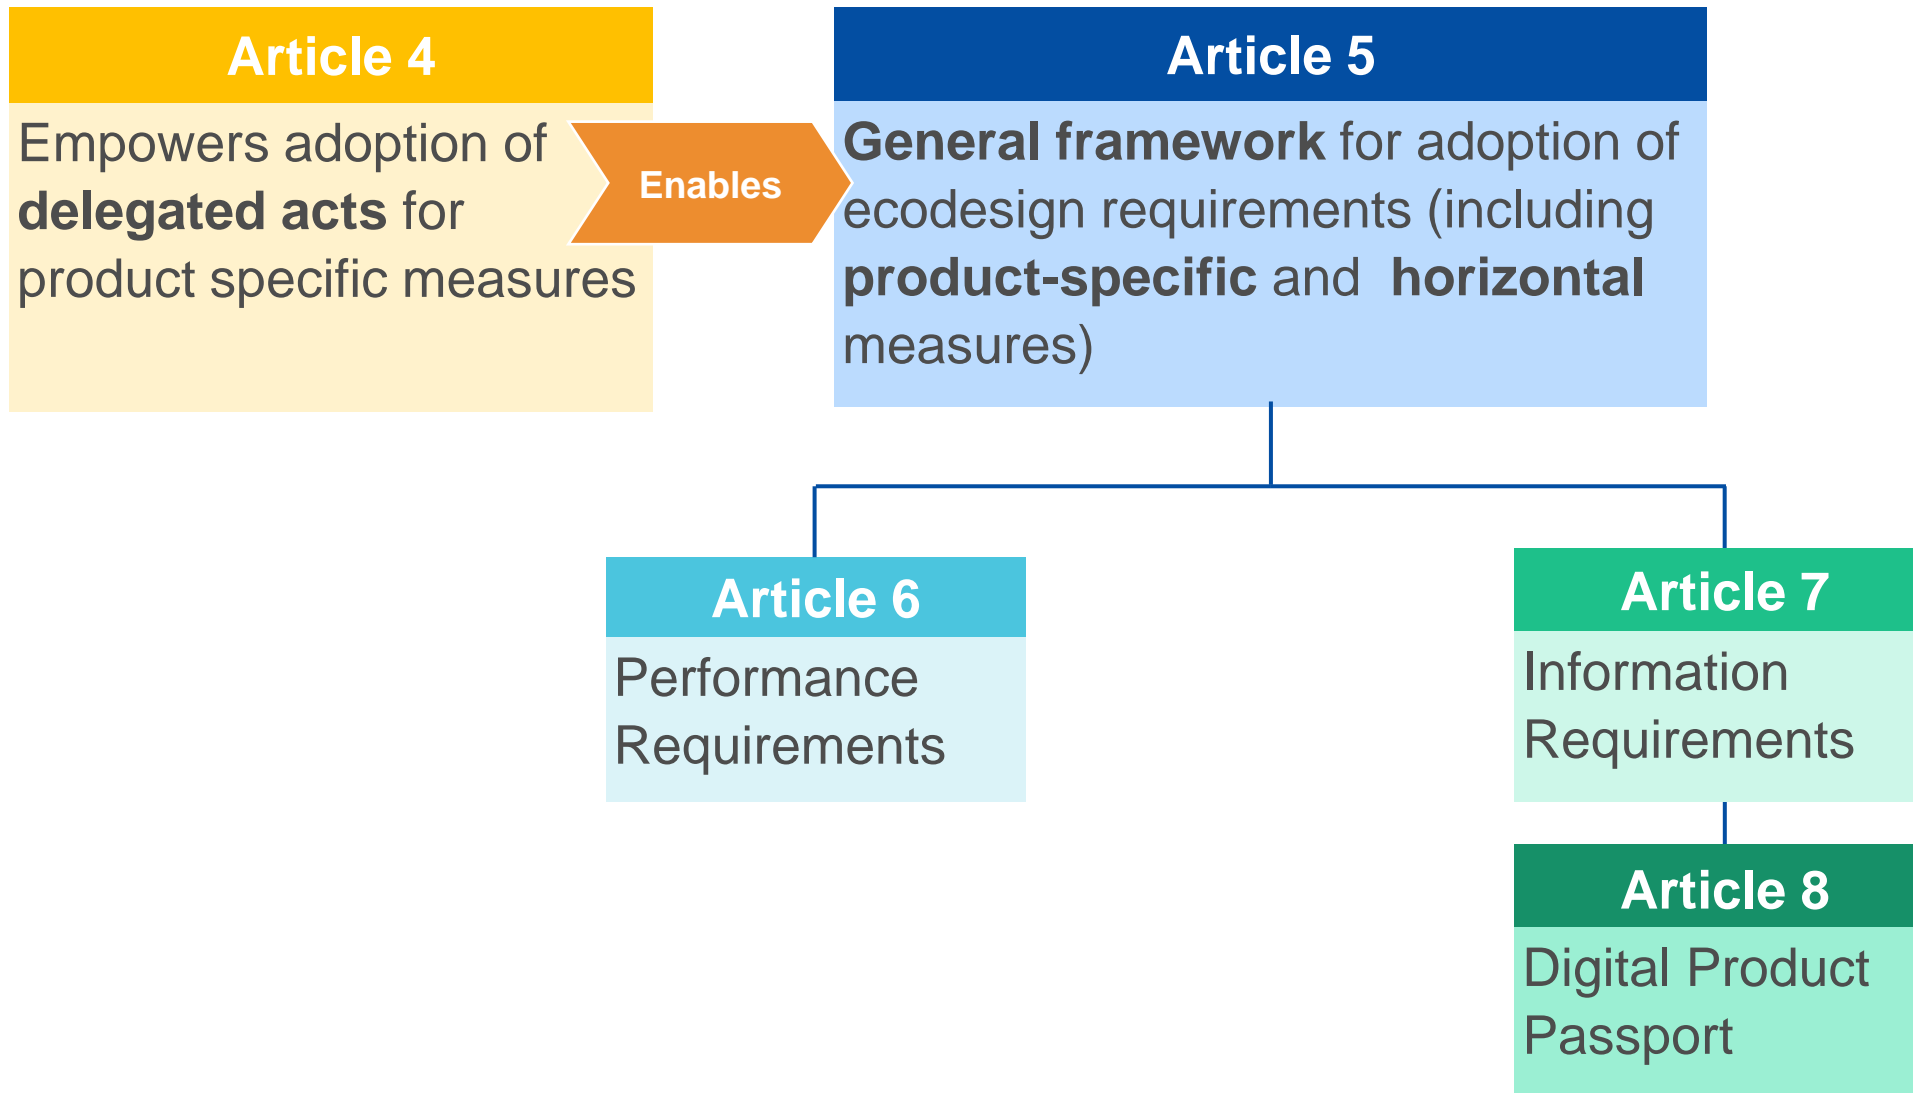 Article 4
Empowers adoption of
delegated acts for
product specific measures
Enables
Article 5
General framework for adoption of
ecodesign requirements (including
product-specific and  horizontal
measures)
Article 6
Performance
Requirements
Article 7
Information
Requirements
Article 8
Digital Product
Passport